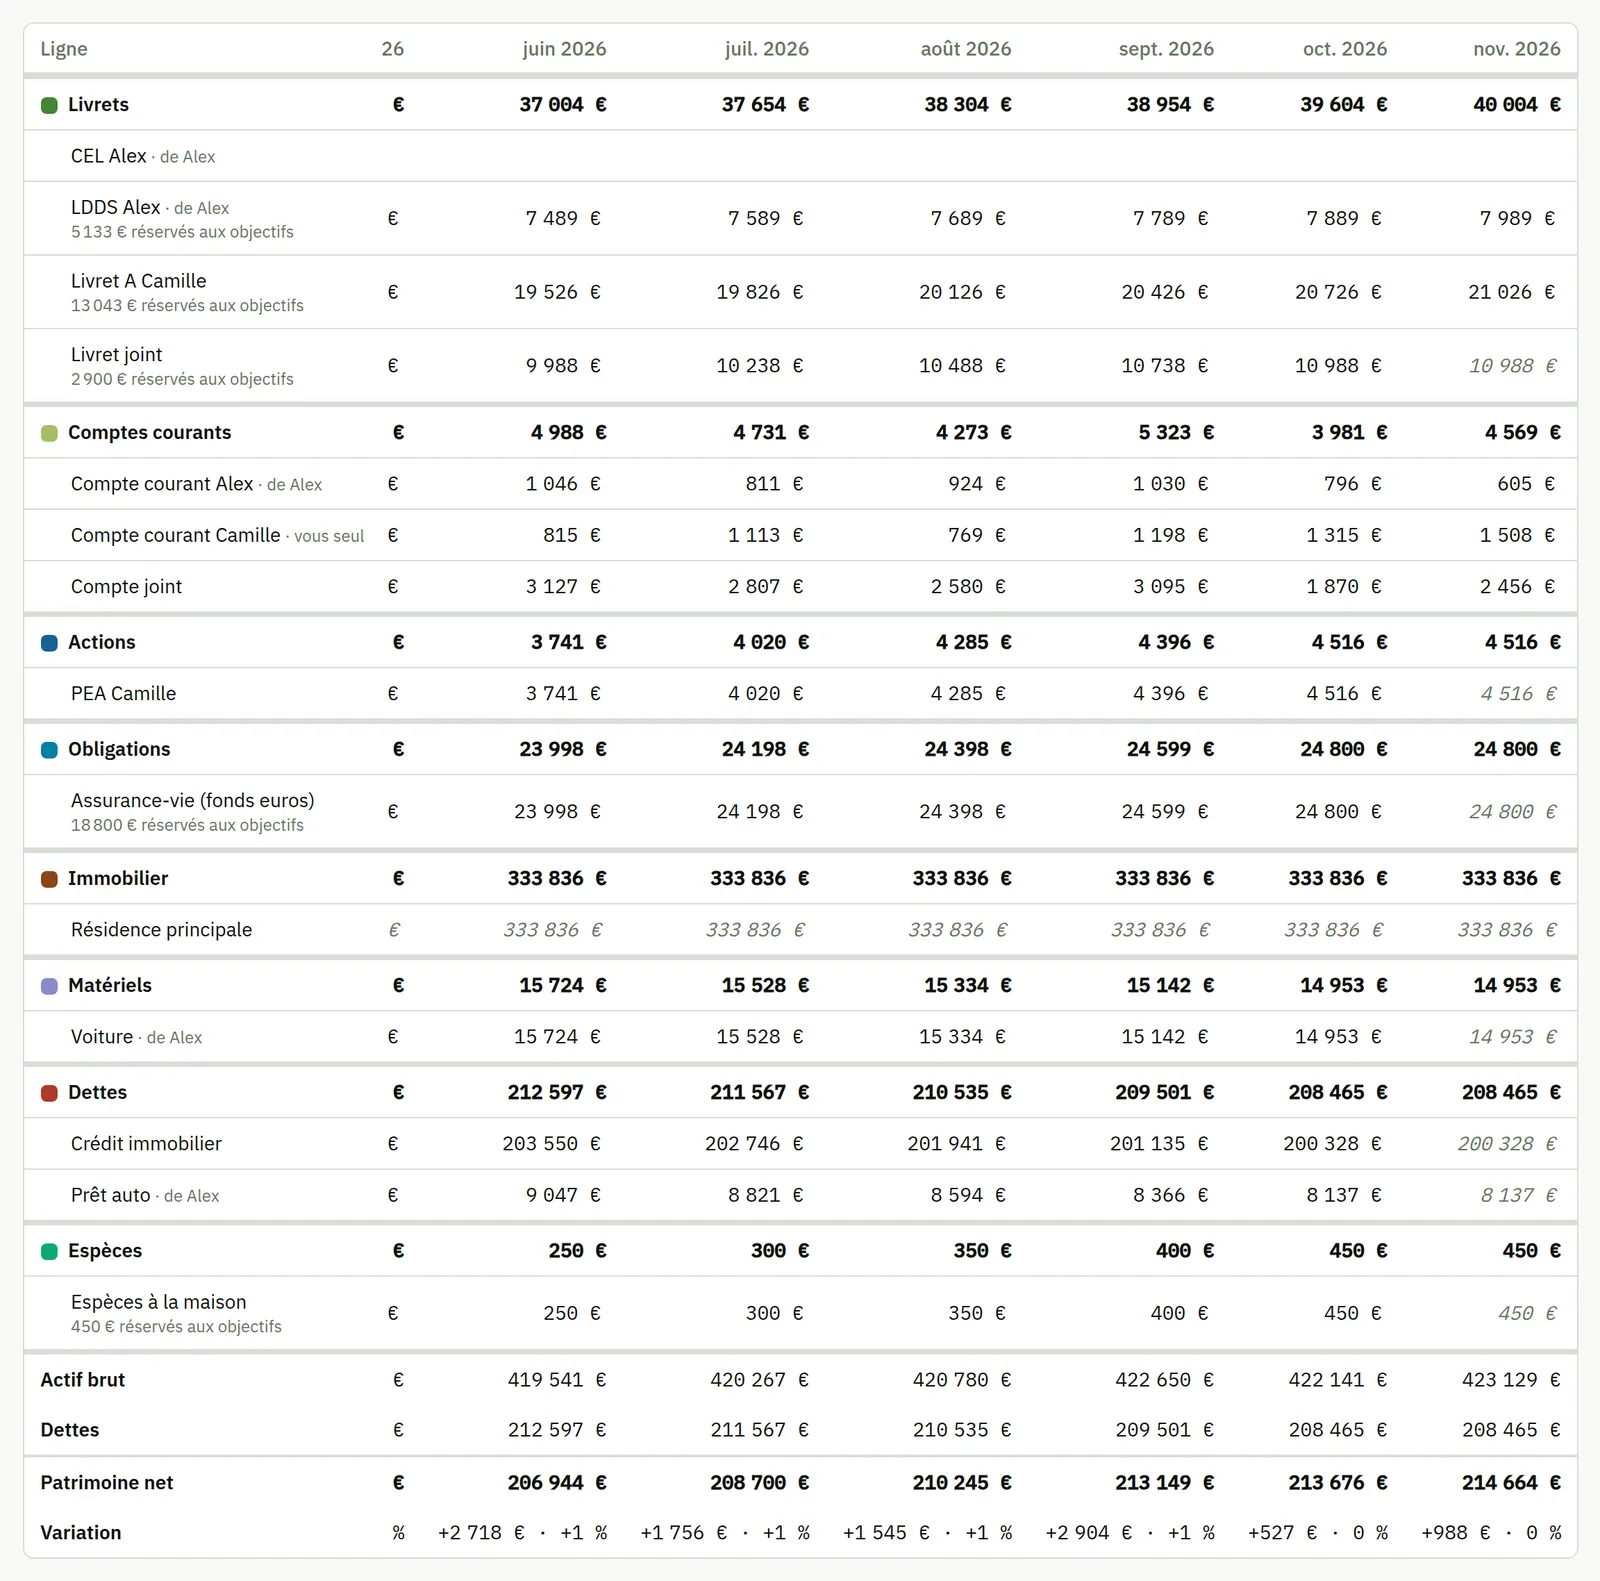 Ligne 26 juin 2026 juil. 2026 août 2026 sept. 2026 oct. 2026 nov. 2026
Livrets € 37 004 € 37 654 € 38 304 € 38 954 € 39 604 € 40 004 €
CEL Alex · de Alex
LDDS Alex · de Alex
5 133 € réservés aux objectifs
€ 7 489 € 7 589 € 7 689 € 7 789 € 7 889 € 7 989 €
Livret A Camille
13 043 € réservés aux objectifs
€ 19 526 € 19 826 € 20 126 € 20 426 € 20 726 € 21 026 €
Livret joint
2 900 € réservés aux objectifs
€ 9 988 € 10 238 € 10 488 € 10 738 € 10 988 € 10 988 €
Comptes courants € 4 988 € 4 731 € 4 273 € 5 323 € 3 981 € 4 569 €
Compte courant Alex · de Alex € 1 046 € 811 € 924 € 1 030 € 796 € 605 €
Compte courant Camille · vous seul € 815 € 1 113 € 769 € 1 198 € 1 315 € 1 508 €
Compte joint € 3 127 € 2 807 € 2 580 € 3 095 € 1 870 € 2 456 €
Actions € 3 741 € 4 020 € 4 285 € 4 396 € 4 516 € 4 516 €
PEA Camille € 3 741 € 4 020 € 4 285 € 4 396 € 4 516 € 4 516 €
Obligations € 23 998 € 24 198 € 24 398 € 24 599 € 24 800 € 24 800 €
Assurance-vie (fonds euros)
18 800 € réservés aux objectifs
€ 23 998 € 24 198 € 24 398 € 24 599 € 24 800 € 24 800 €
Immobilier € 333 836 € 333 836 € 333 836 € 333 836 € 333 836 € 333 836 €
Résidence principale € 333 836 € 333 836 € 333 836 € 333 836 € 333 836 € 333 836 €
Matériels € 15 724 € 15 528 € 15 334 € 15 142 € 14 953 € 14 953 €
Voiture · de Alex € 15 724 € 15 528 € 15 334 € 15 142 € 14 953 € 14 953 €
Dettes € 212 597 € 211 567 € 210 535 € 209 501 € 208 465 € 208 465 €
Crédit immobilier € 203 550 € 202 746 € 201 941 € 201 135 € 200 328 € 200 328 €
Prêt auto · de Alex € 9 047 € 8 821 € 8 594 € 8 366 € 8 137 € 8 137 €
Espèces € 250 € 300 € 350 € 400 € 450 € 450 €
Espèces à la maison
450 € réservés aux objectifs
€ 250 € 300 € 350 € 400 € 450 € 450 €
Actif brut € 419 541 € 420 267 € 420 780 € 422 650 € 422 141 € 423 129 €
Dettes € 212 597 € 211 567 € 210 535 € 209 501 € 208 465 € 208 465 €
Patrimoine net € 206 944 € 208 700 € 210 245 € 213 149 € 213 676 € 214 664 €
Variation % +2 718 € · +1 % +1 756 € · +1 % +1 545 € · +1 % +2 904 € · +1 % +527 € · 0 % +988 € · 0 %